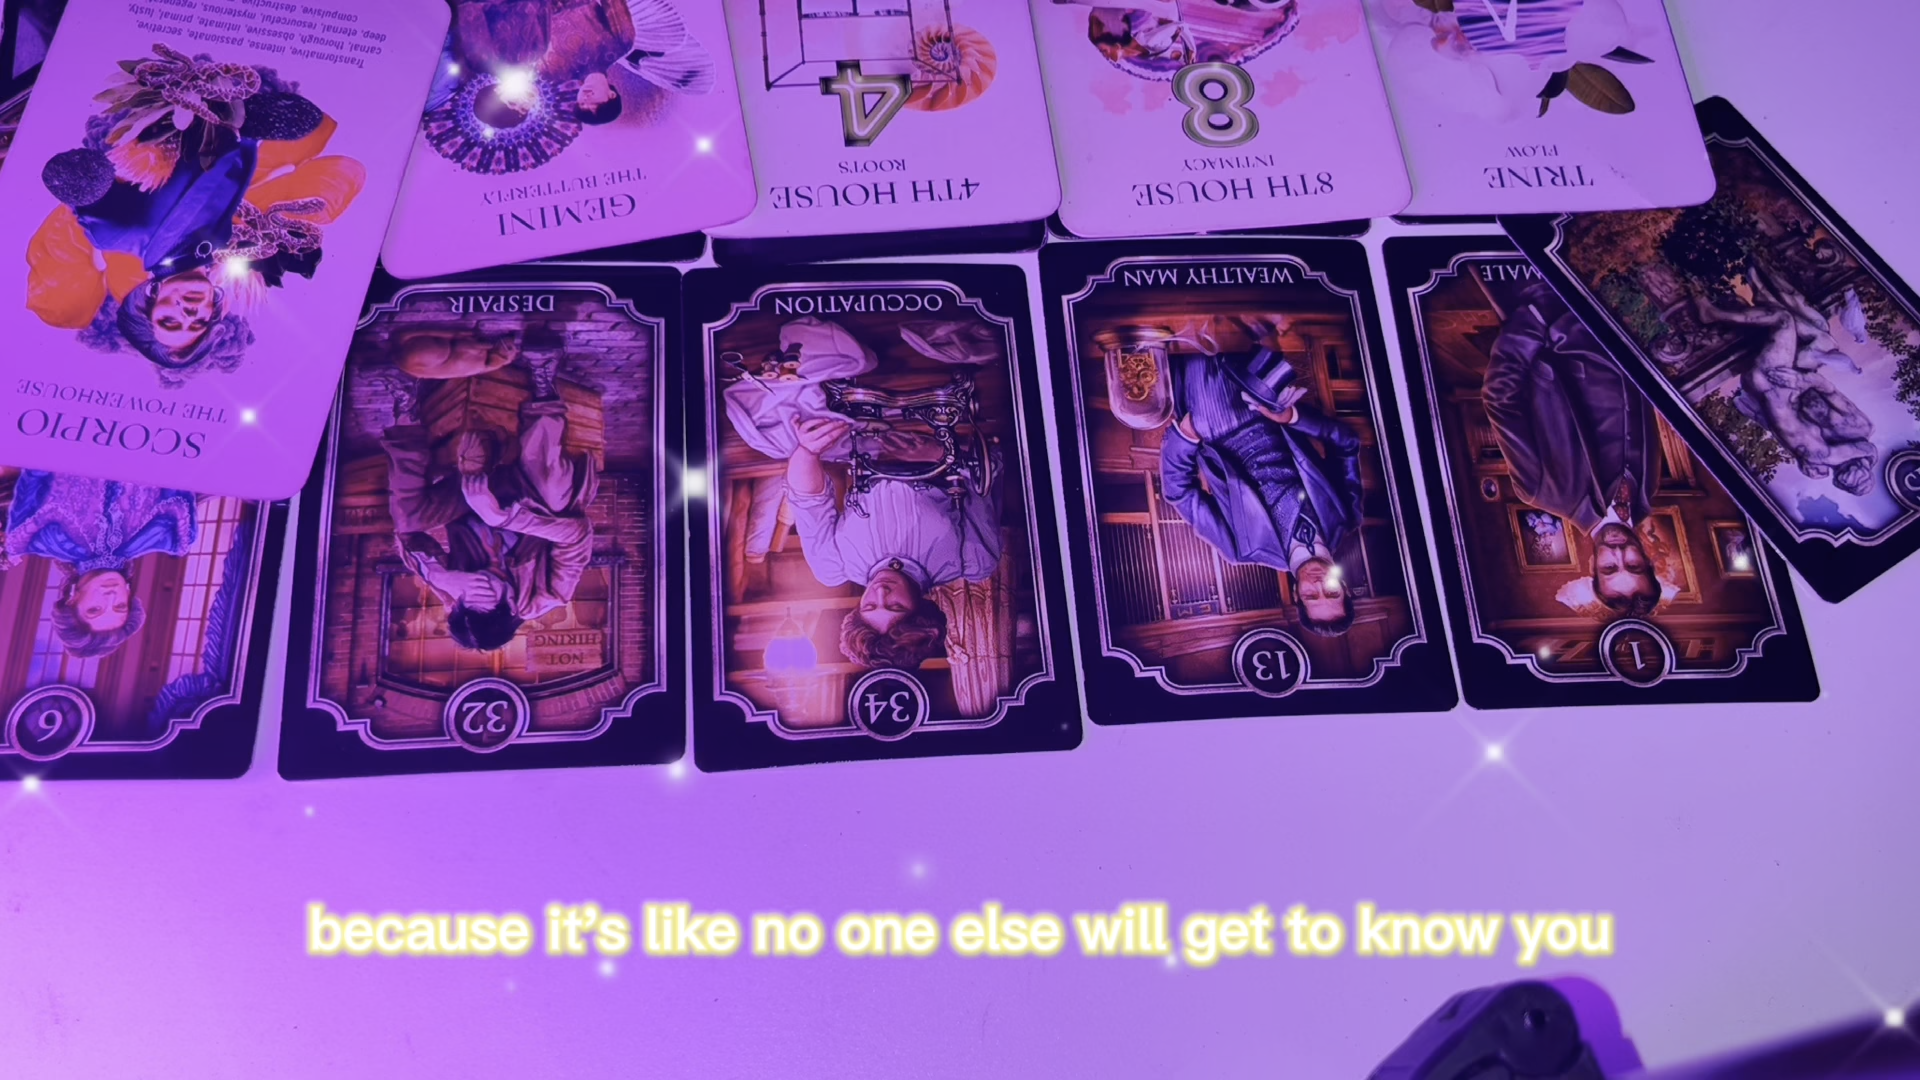 Transformative, intense, passionate, secretive,
carnal, thorough, obsessive, intimate,
deep, eternal, resourceful, mysterious, primal, lusty,
compulsive, destructive,
SCORPIO
THE POWERHOUSE
GEMINI
THE BUTTERFLY
4
4TH HOUSE
ROOTS
8
8TH HOUSE
INTIMACY
TRINE
FLOW
6
DESPAIR
NOT
HIRING
32
OCCUPATION
34
WEALTHY MAN
13
MALE
1
because it's like no one else will get to know you